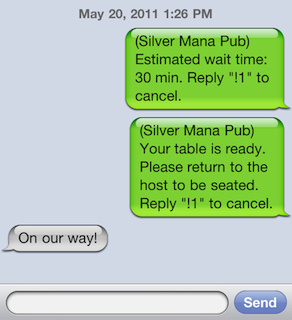 May 20, 2011 1:26 PM
(Silver Mana Pub)
Estimated wait time:
30 min. Reply "!1" to
cancel.
(Silver Mana Pub)
Your table is ready.
Please return to the
host to be seated.
Reply "!1" to cancel.
On our way!
Send